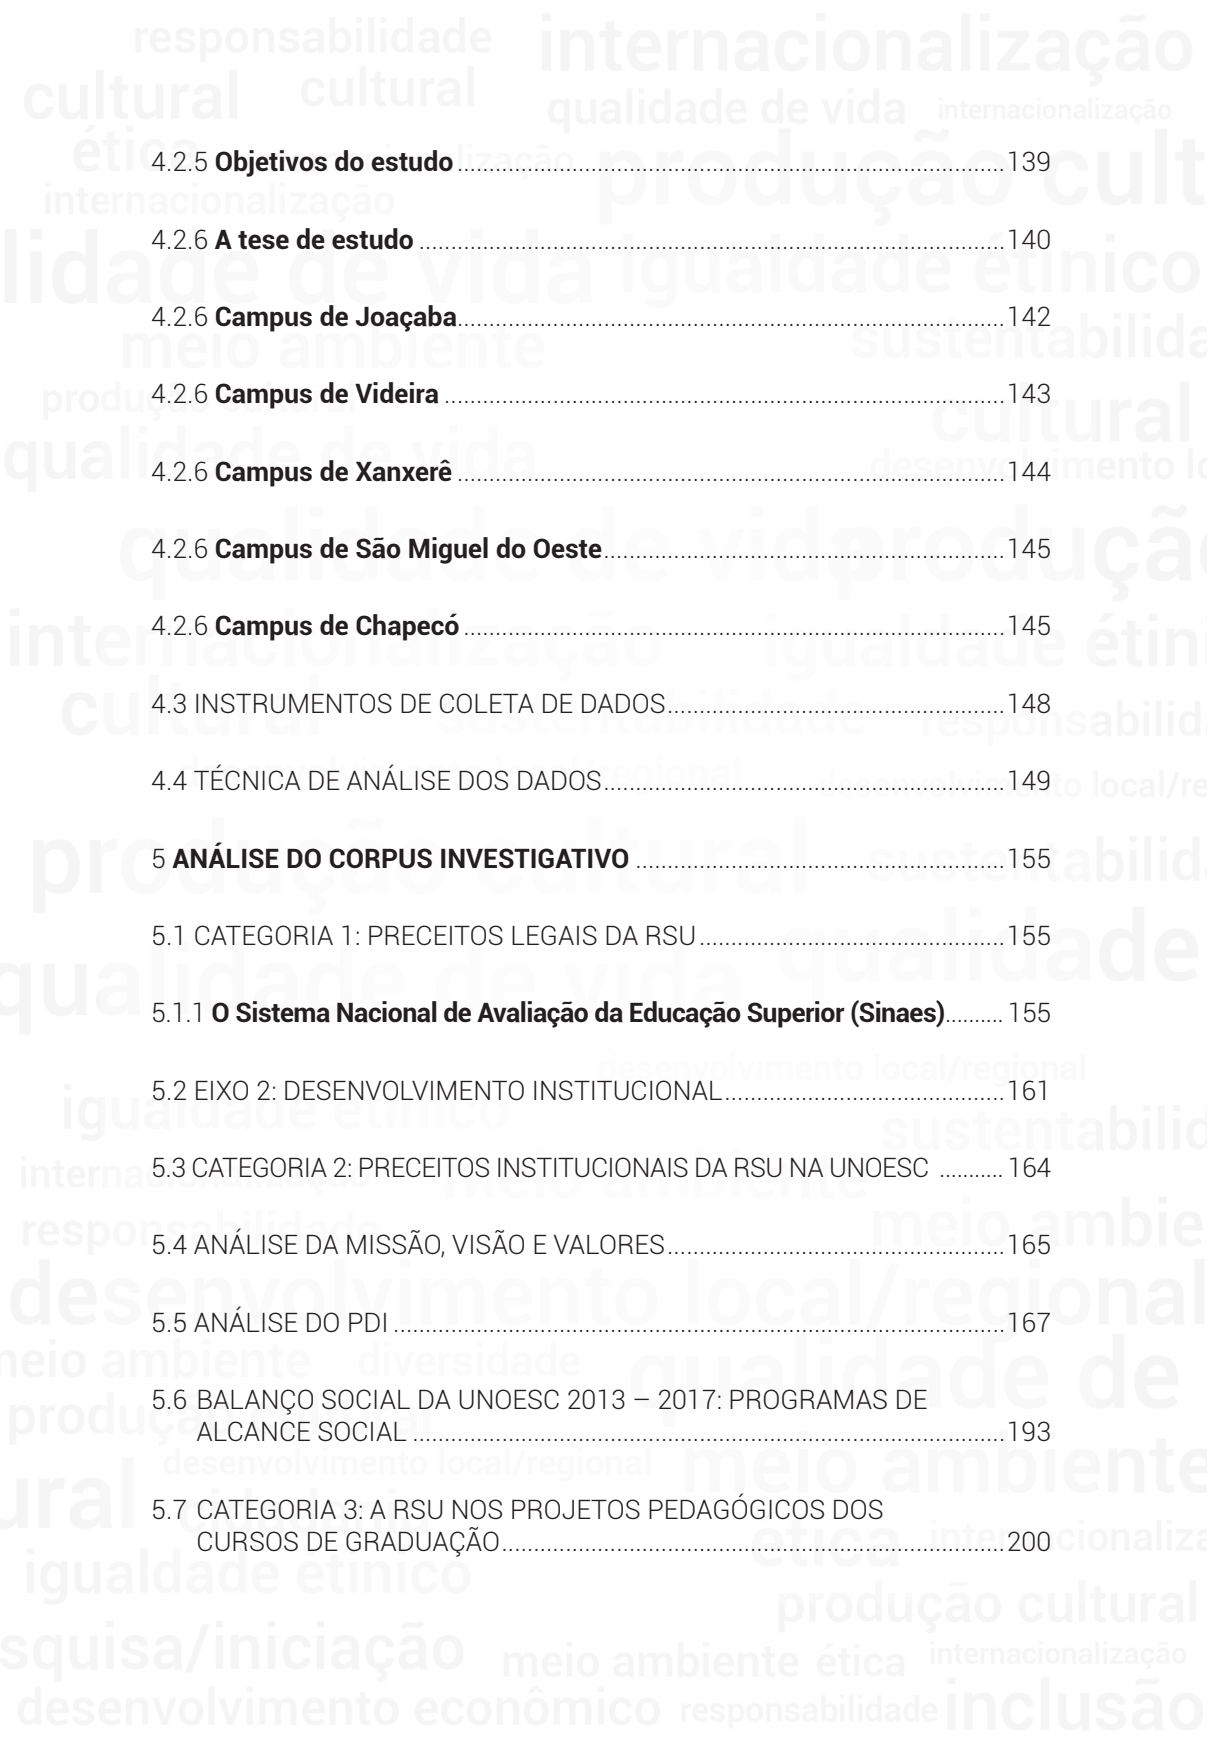 4.2.5 Objetivos do estudo....................139
4.2.6 A tese de estudo....................140
4.2.6 Campus de Joaçaba....................142
4.2.6 Campus de Videira....................143
4.2.6 Campus de Xanxerê....................144
4.2.6 Campus de São Miguel do Oeste....................145
4.2.6 Campus de Chapecó....................145
4.3 INSTRUMENTOS DE COLETA DE DADOS....................148
4.4 TÉCNICA DE ANÁLISE DOS DADOS....................149
5 ANÁLISE DO CORPUS INVESTIGATIVO....................155
5.1 CATEGORIA 1: PRECEITOS LEGAIS DA RSU....................155
5.1.1 O Sistema Nacional de Avaliação da Educação Superior (Sinaes).......... 155
5.2 EIXO 2: DESENVOLVIMENTO INSTITUCIONAL....................161
5.3 CATEGORIA 2: PRECEITOS INSTITUCIONAIS DA RSU NA UNOESC .......... 164
5.4 ANÁLISE DA MISSÃO, VISÃO E VALORES....................165
5.5 ANÁLISE DO PDI....................167
5.6 BALANÇO SOCIAL DA UNOESC 2013 – 2017: PROGRAMAS DE
ALCANCE SOCIAL....................193
5.7 CATEGORIA 3: A RSU NOS PROJETOS PEDAGÓGICOS DOS
CURSOS DE GRADUAÇÃO....................200